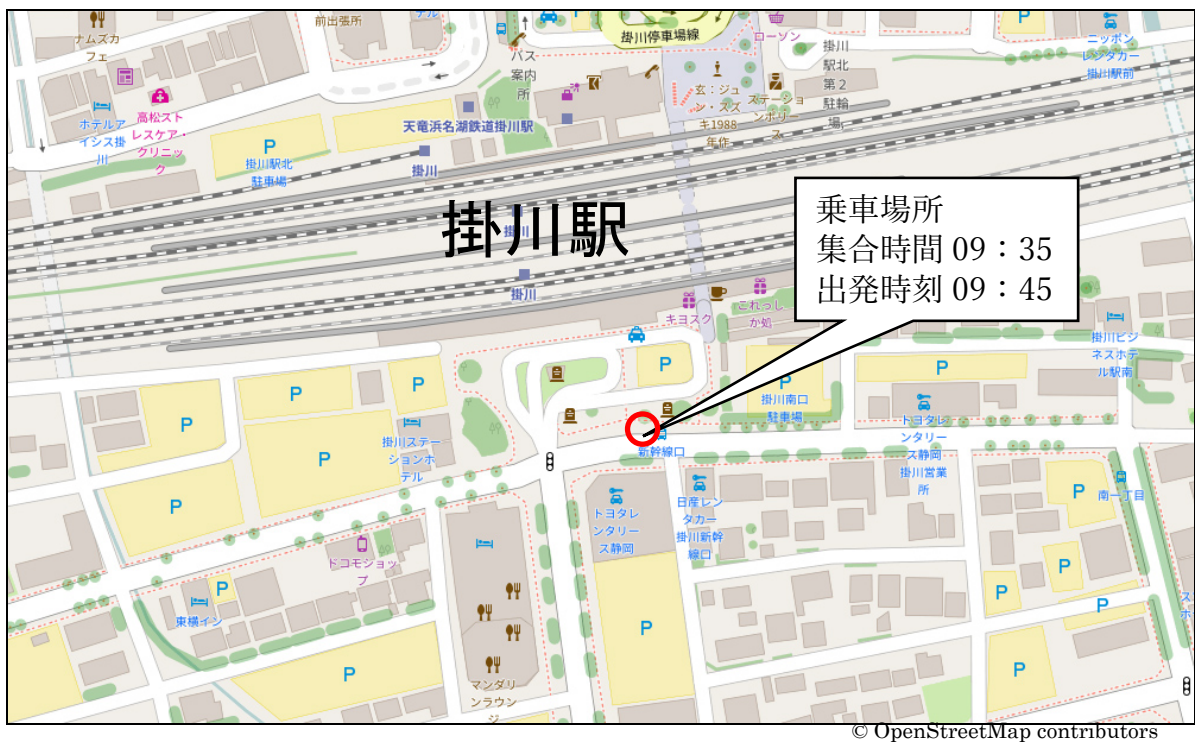 前出張所
テル
ナムズカ
フェ
掛川停車場線
ローソン
掛川
駅北
第2
駐輪
場,
ニッポン
レンタカー
掛川駅前
バス
案内
所
玄:ジュ
ン・スズ
キ1988
年作
ステーショ
ンポリー
ス
ホテルア
イシス掛
川
高松スト
レスケア・
クリニッ
ク
天竜浜名湖鉄道掛川駅
P
掛川駅北
駐車場
掛川
掛川駅
掛川
掛川
乗車場所
集合時間 09:35
出発時刻 09:45
キヨスク
これっし
か処
掛川ビジ
ネスホテ
ル駅南
P
P
P
P
P
P
掛川南口
駐車場
P
掛川ステー
ションホ
テル
P
P
新幹線口
トヨタレ
ンタリー
ス静岡
掛川営業
所
トヨタレ
ンタリー
ス静岡
日産レン
タカー
掛川新幹
線口
P
南一丁目
ドコモショッ
プ
P
東横イン
P
P
P
ス
ホ
P
P
マンダリ
ンラウン
ジ
© OpenStreetMap contributors